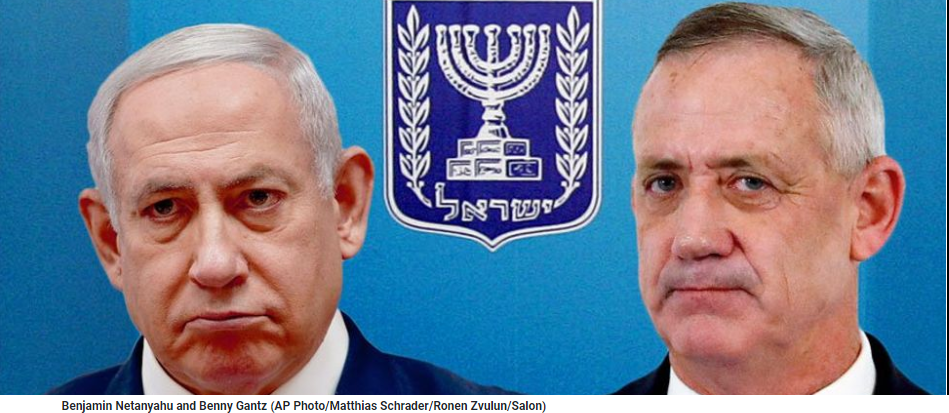 ישראל
Benjamin Netanyahu and Benny Gantz (AP Photo/Matthias Schrader/Ronen Zvulun/Salon)